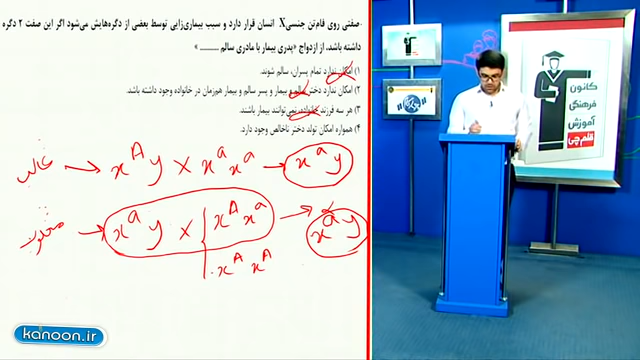 صفتی روی فام‌تن جنسی X انسان قرار دارد و سبب بیماری‌زایی توسط بعضی از دگره‌هایش می‌شود اگر این صفت ۲ دگره
داشته باشد، از ازدواج «پدری بیمار با مادری سالم ........ »
۱) امکان ندارد تمام پسران، سالم شوند.
۲) امکان ندارد دختر سالم و بیمار و پسر سالم و بیمار هم‌زمان در خانواده وجود داشته باشد.
۳) هر سه فرزند خانواده، نمی‌توانند بیمار باشند.
۴) همواره امکان تولد دختر ناخالص وجود دارد.
غالب → x^A y × x^a x^a → x^a y
مغلوب → x^a y × x^A x^a → x^a y
x^A x^A
kanoon.ir
کانون
فرهنگی
آموزش
قلم‌چی